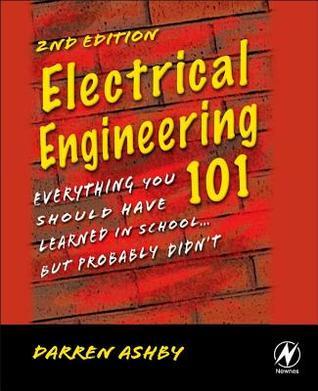 2ND EDITION
Electrical
Engineering
101
EVERYTHING YOU
SHOULD HAVE
LEARNED IN SCHOOL...
BUT PROBABLY DIDN'T
DARREN ASHBY
Newnes